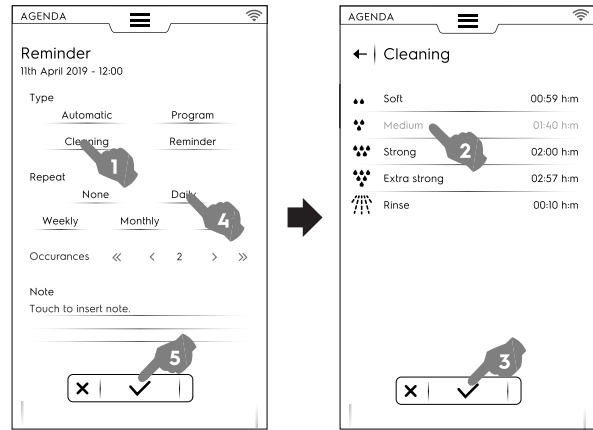 AGENDA
Reminder
11th April 2019 - 12:00
Type
Automatic Program
Cleaning Reminder
1
Repeat
None Daily
4
Weekly Monthly
Occurances << < 2 > >>
Note
Touch to insert note.
5
AGENDA
Cleaning
Soft 00:59 h:m
Medium 01:40 h:m
2
Strong 02:00 h:m
Extra strong 02:57 h:m
Rinse 00:10 h:m
3